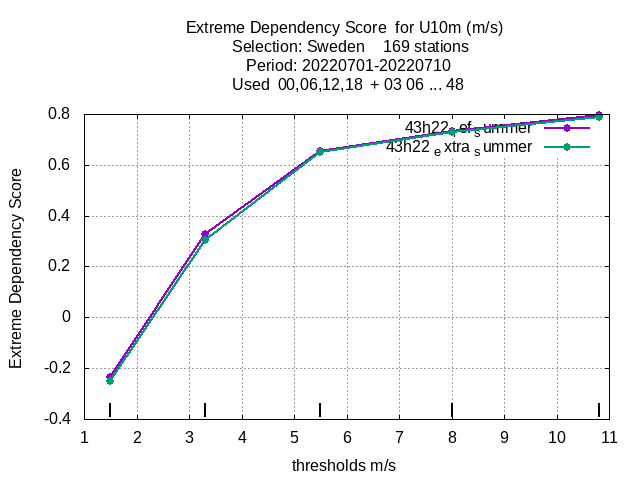 Extreme Dependency Score for U10m (m/s)
Selection: Sweden 169 stations
Period: 20220701-20220710
Used 00,06,12,18 + 03 06 ... 48
0.8
0.6
0.4
0.2
0
-0.2
-0.4
Extreme Dependency Score
43h22refsummer
43h22extrasummer
1 2 3 4 5 6 7 8 9 10 11
thresholds m/s